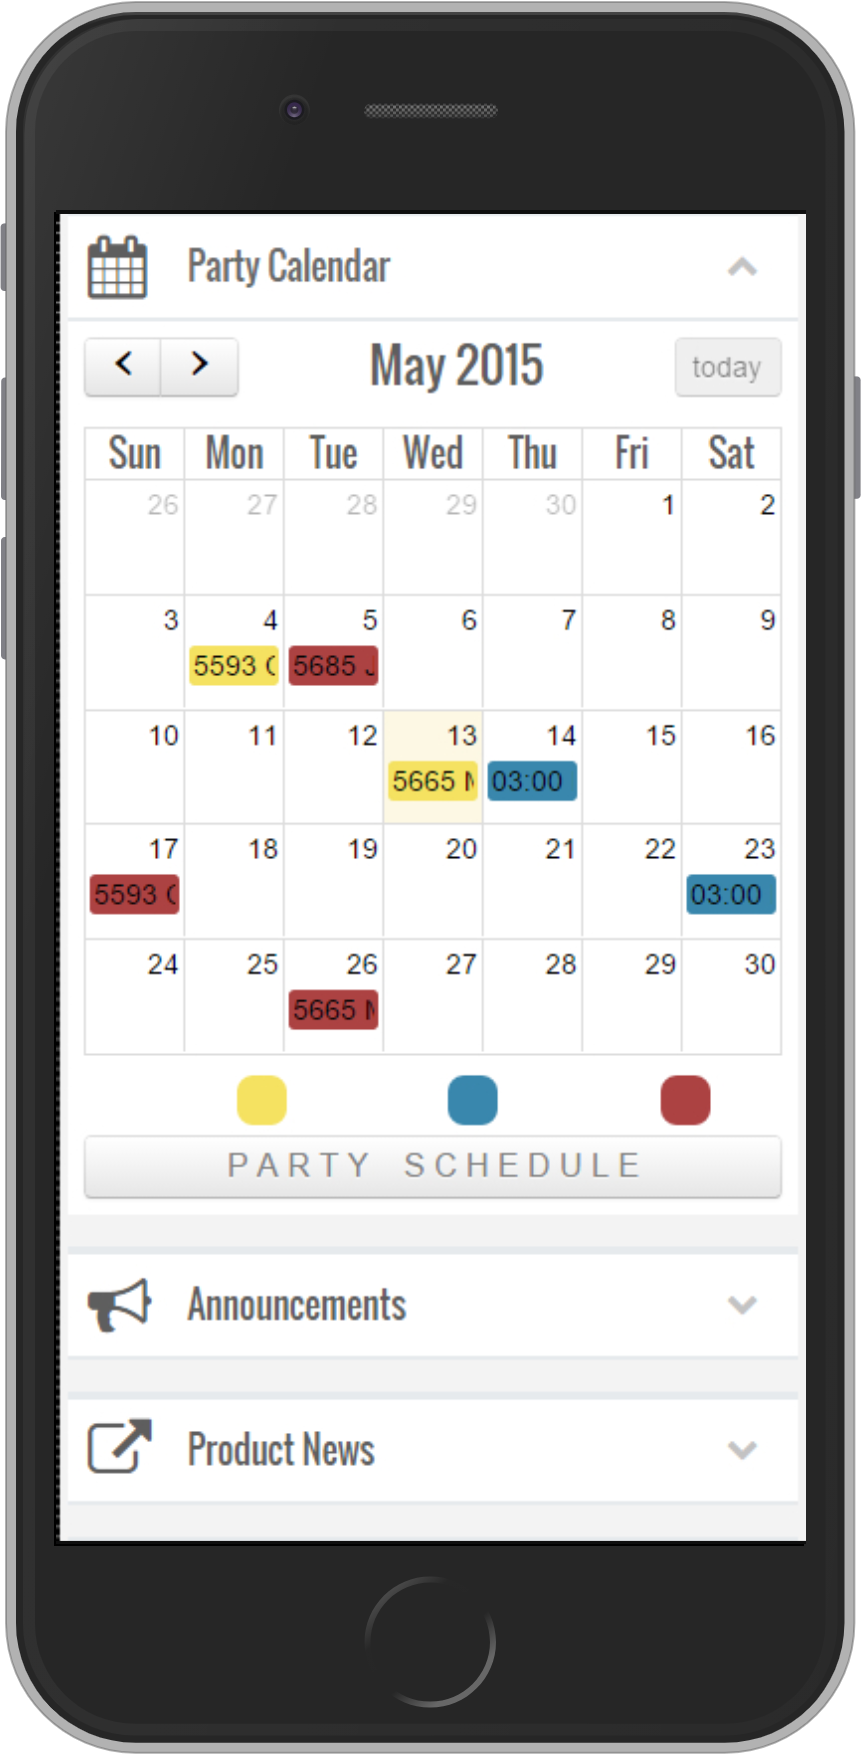 Party Calendar
May 2015
today
Sun Mon Tue Wed Thu Fri Sat
26 27 28 29 30 1 2
3 4 5 6 7 8 9
5593 5685
10 11 12 13 14 15 16
5665 03:00
17 18 19 20 21 22 23
5593 03:00
24 25 26 27 28 29 30
5665
PARTY SCHEDULE
Announcements
Product News